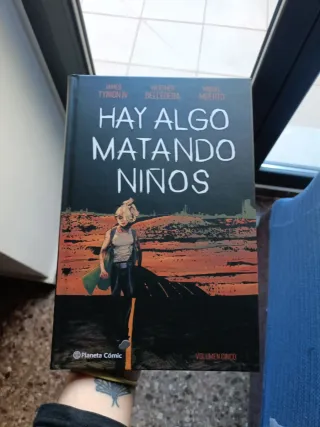 HAY ALGO
MATANDO
NIÑOS
Planeta Cómic
VOLUMEN CINCO